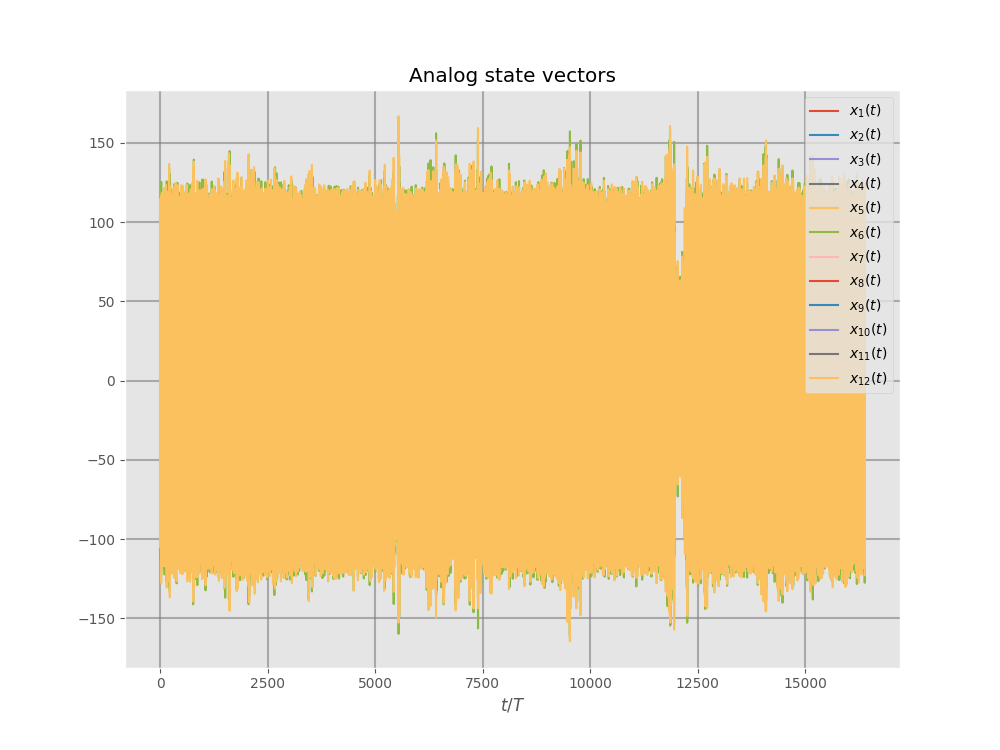 Analog state vectors
150
100
50
0
−50
−100
−150
0 2500 5000 7500 10000 12500 15000
t/T
x₁(t)
x₂(t)
x₃(t)
x₄(t)
x₅(t)
x₆(t)
x₇(t)
x₈(t)
x₉(t)
x₁₀(t)
x₁₁(t)
x₁₂(t)